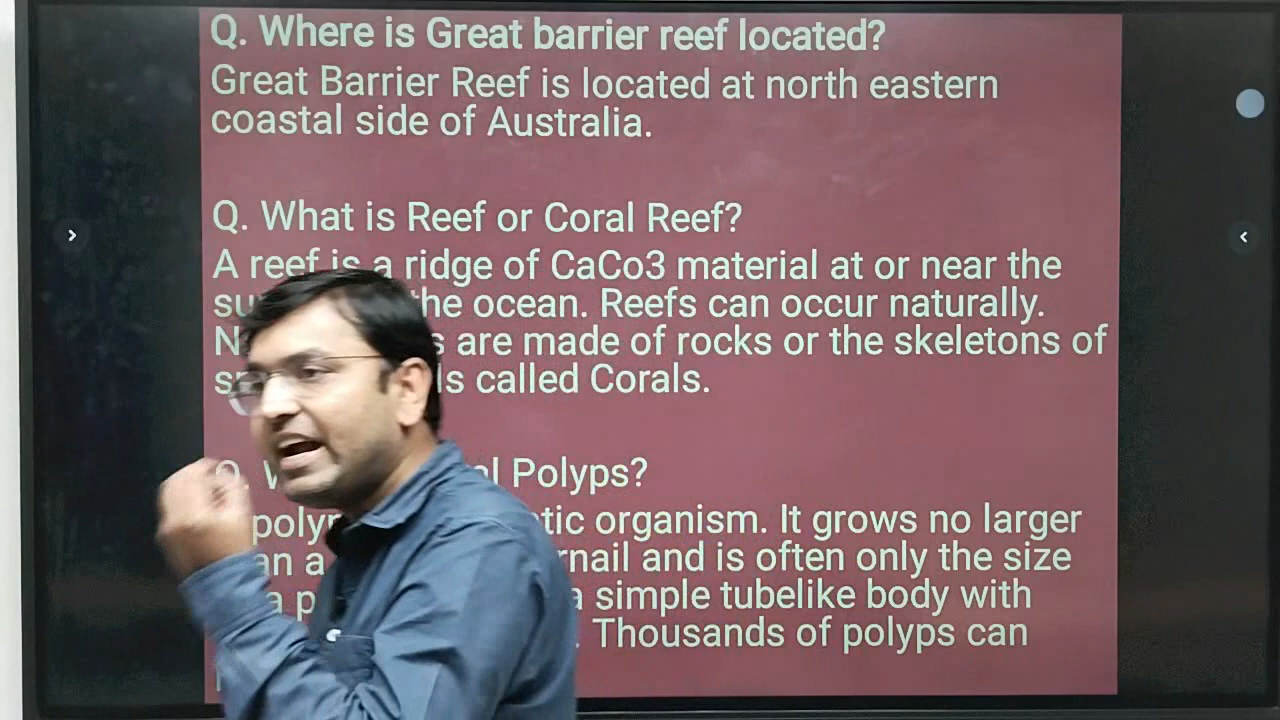 Q. Where is Great barrier reef located?
Great Barrier Reef is located at north eastern
coastal side of Australia.
Q. What is Reef or Coral Reef?
A reef is a ridge of CaCo3 material at or near the
the ocean. Reefs can occur naturally.
are made of rocks or the skeletons of
called Corals.
Q. Polyps?
organism. It grows no larger
a and is often only the size
a simple tubelike body with
Thousands of polyps can